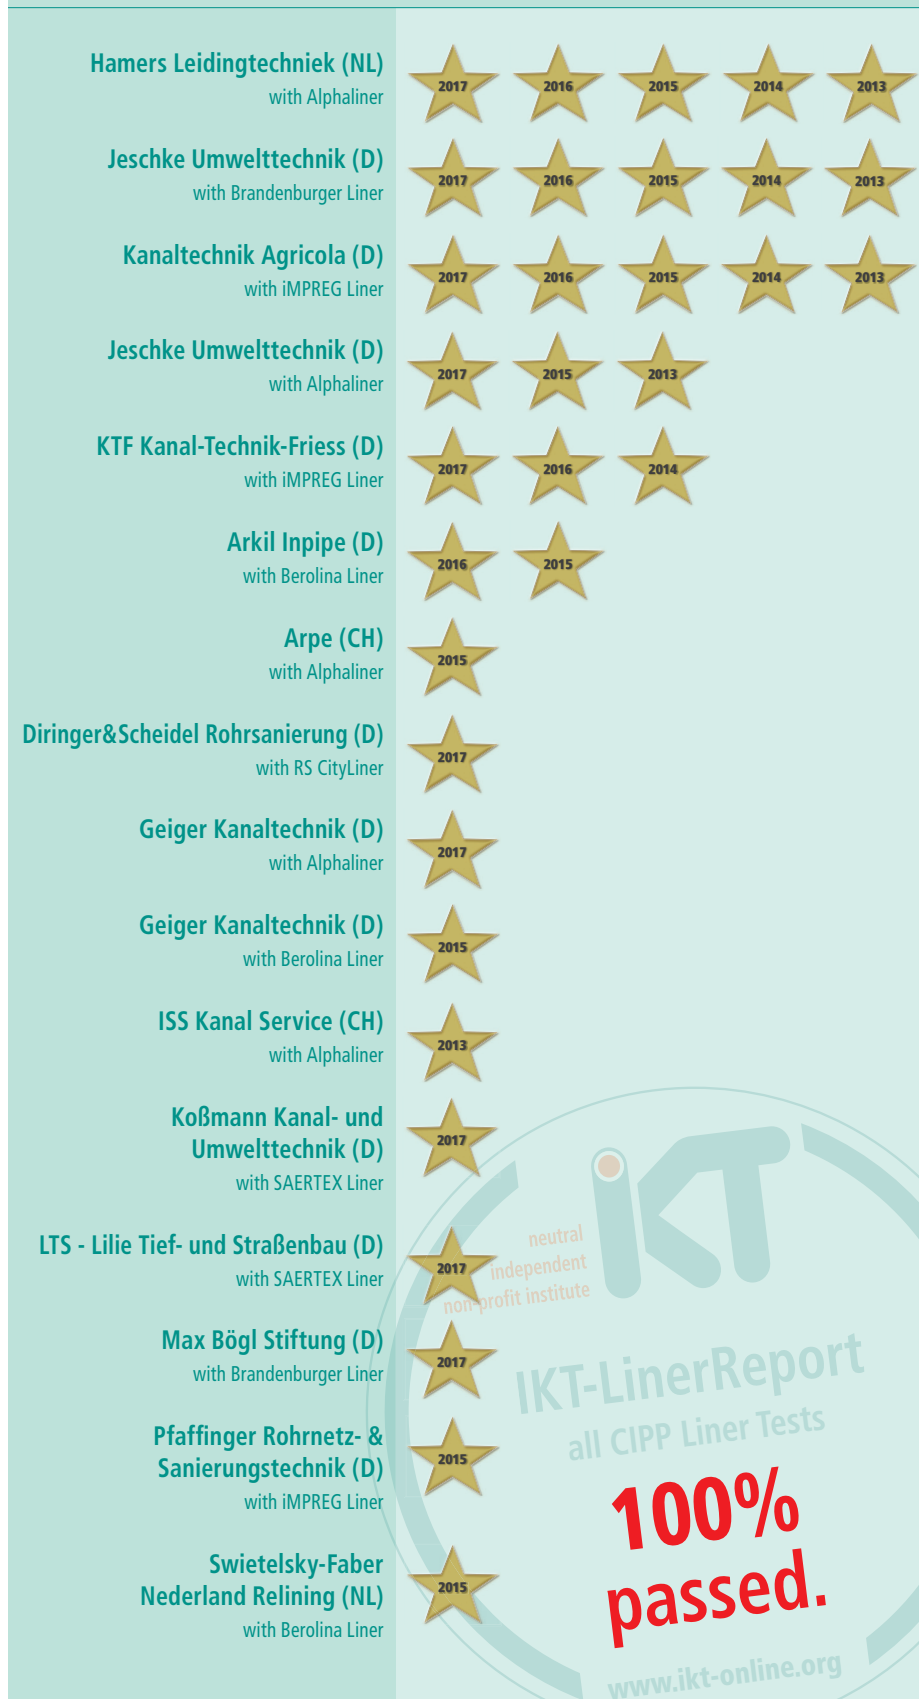 Hamers Leidingtechniek (NL)
with Alphaliner
2017 2016 2015 2014 2013
Jeschke Umwelttechnik (D)
with Brandenburger Liner
2017 2016 2015 2014 2013
Kanaltechnik Agricola (D)
with iMPREG Liner
2017 2016 2015 2014 2013
Jeschke Umwelttechnik (D)
with Alphaliner
2017 2015 2013
KTF Kanal-Technik-Friess (D)
with iMPREG Liner
2017 2016 2014
Arkil Inpipe (D)
with Berolina Liner
2016 2015
Arpe (CH)
with Alphaliner
2015
Diringer&Scheidel Rohrsanierung (D)
with RS CityLiner
2017
Geiger Kanaltechnik (D)
with Alphaliner
2017
Geiger Kanaltechnik (D)
with Berolina Liner
2015
ISS Kanal Service (CH)
with Alphaliner
2013
Koßmann Kanal- und
Umwelttechnik (D)
with SAERTEX Liner
2017
LTS - Lilie Tief- und Straßenbau (D)
with SAERTEX Liner
2017
Max Bögl Stiftung (D)
with Brandenburger Liner
2017
Pfaffinger Rohrnetz- &
Sanierungstechnik (D)
with iMPREG Liner
2015
Swietelsky-Faber
Nederland Relining (NL)
with Berolina Liner
2015
iKT
neutral
independent
non-profit institute
IKT-LinerReport
all CIPP Liner Tests
100%
passed.
www.ikt-online.org